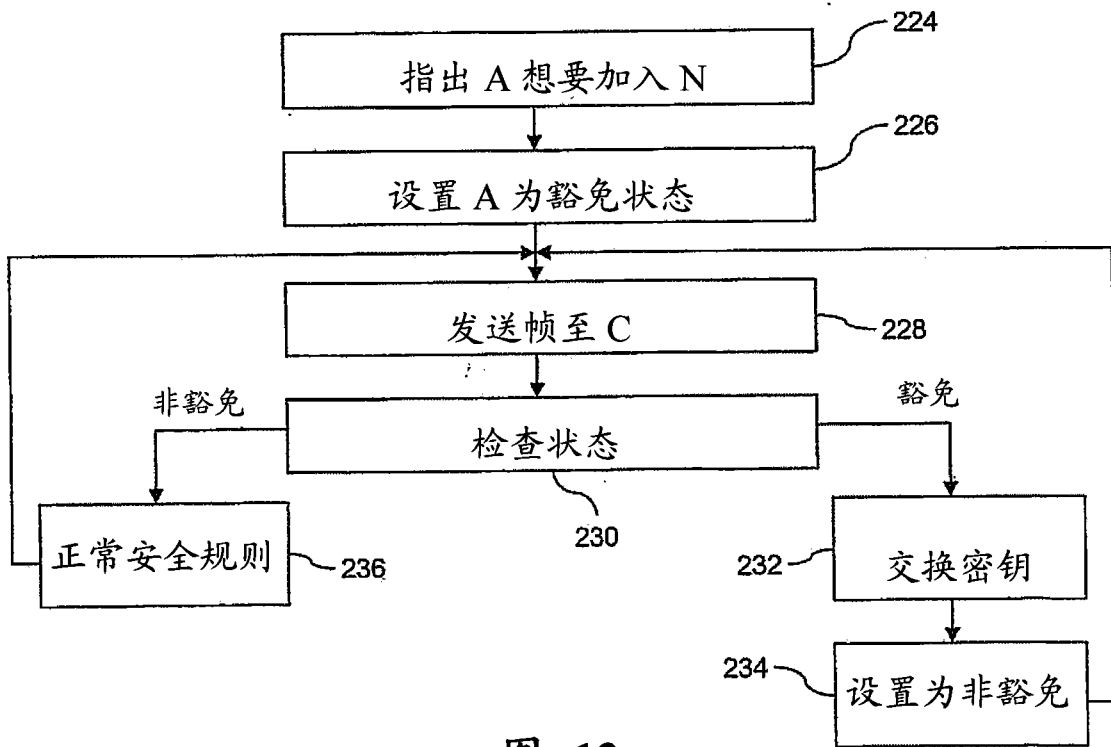 224
指出 A 想要加入 N
226
设置 A 为豁免状态
发送帧至 C
228
非豁免
豁免
检查状态
230
正常安全规则
236
232
交换密钥
234
设置为非豁免